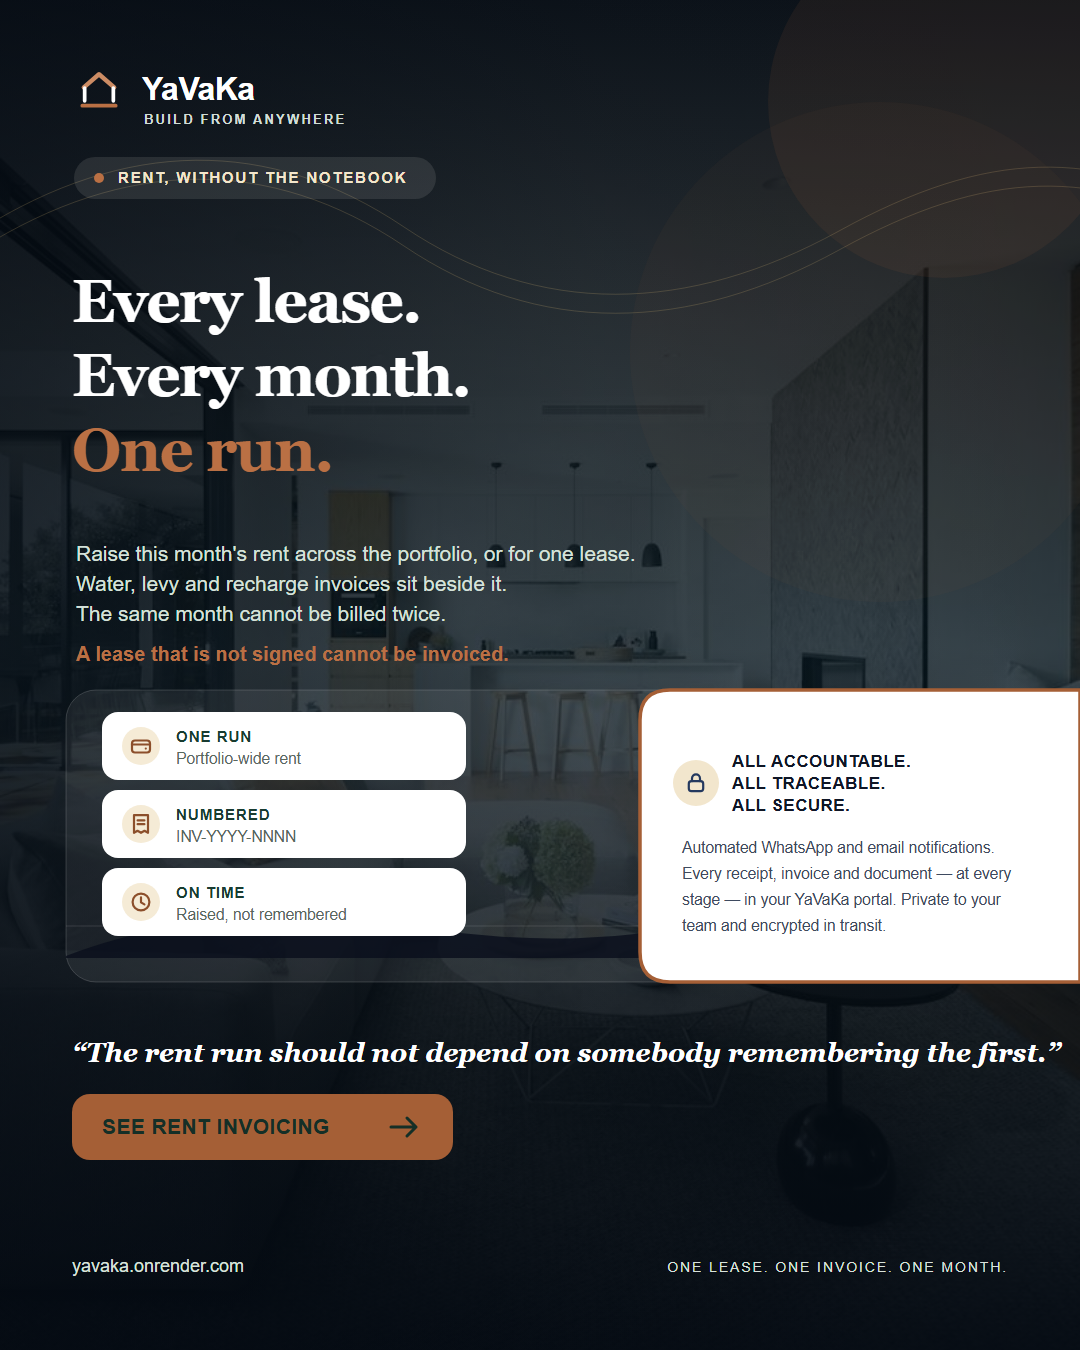 YaVaKa
BUILD FROM ANYWHERE
RENT, WITHOUT THE NOTEBOOK
Every lease.
Every month.
One run.
Raise this month's rent across the portfolio, or for one lease.
Water, levy and recharge invoices sit beside it.
The same month cannot be billed twice.
A lease that is not signed cannot be invoiced.
ONE RUN
Portfolio-wide rent
NUMBERED
INV-YYYY-NNNN
ON TIME
Raised, not remembered
ALL ACCOUNTABLE.
ALL TRACEABLE.
ALL SECURE.
Automated WhatsApp and email notifications.
Every receipt, invoice and document — at every
stage — in your YaVaKa portal. Private to your
team and encrypted in transit.
“The rent run should not depend on somebody remembering the first.”
SEE RENT INVOICING
yavaka.onrender.com
ONE LEASE. ONE INVOICE. ONE MONTH.